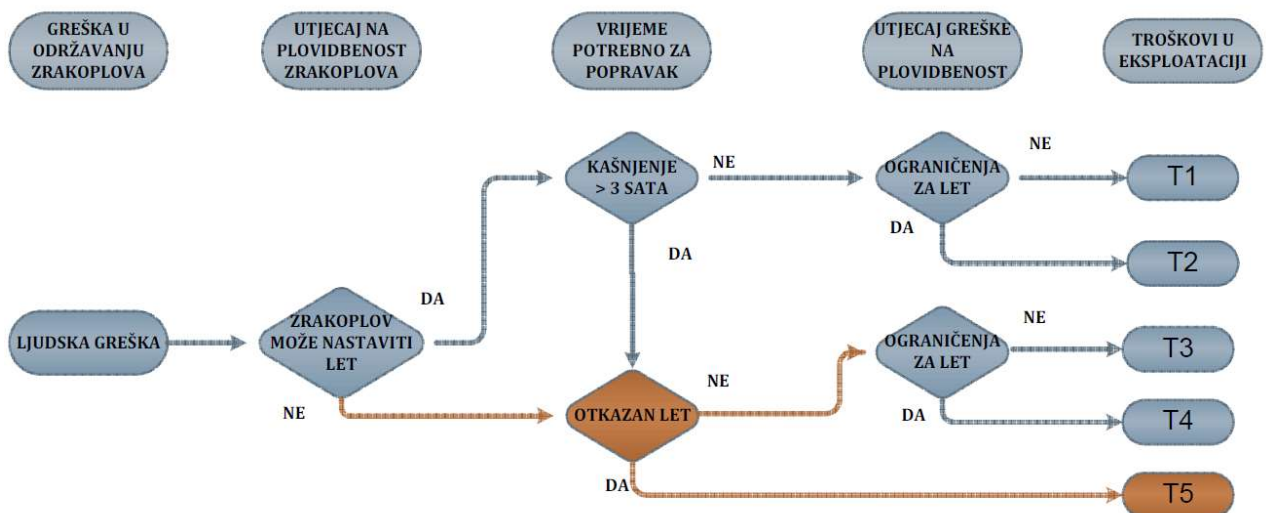 GREŠKA U
ODRŽAVANJU
ZRAKOPLOVA
UTJECAJ NA
PLOVIDBENOST
ZRAKOPLOVA
VRIJEME
POTREBNO ZA
POPRAVAK
UTJECAJ GREŠKE
NA
PLOVIDBENOST
TROŠKOVI U
EKSPLOATACIJI
KAŠNJENJE
> 3 SATA
NE
OGRANIČENJA
ZA LET
NE
T1
DA
DA
T2
LJUDSKA GREŠKA
ZRAKOPLOV
MOŽE NASTAVITI
LET
DA
NE
OTKAZAN LET
NE
OGRANIČENJA
ZA LET
NE
T3
DA
T4
DA
T5